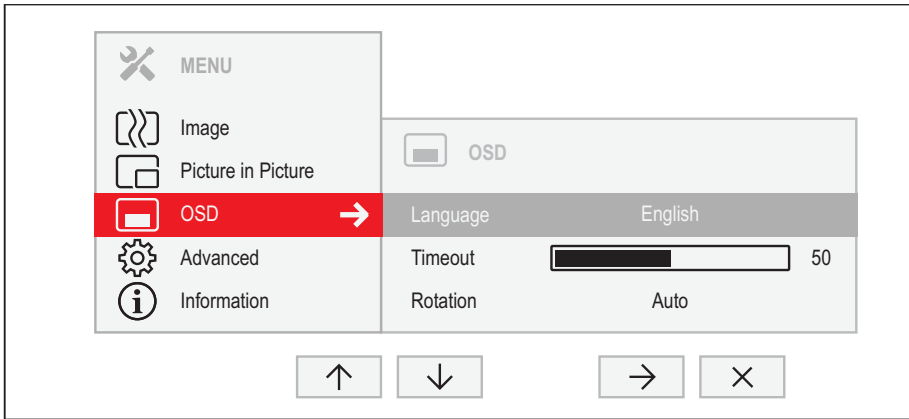 MENU
Image
Picture in Picture
OSD
Advanced
Information
OSD
Language English
Timeout 50
Rotation Auto